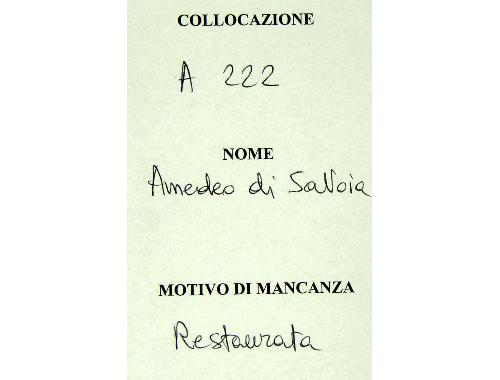 COLLOCAZIONE
A 222
NOME
Amedeo di Savoia
MOTIVO DI MANCANZA
Restaurata